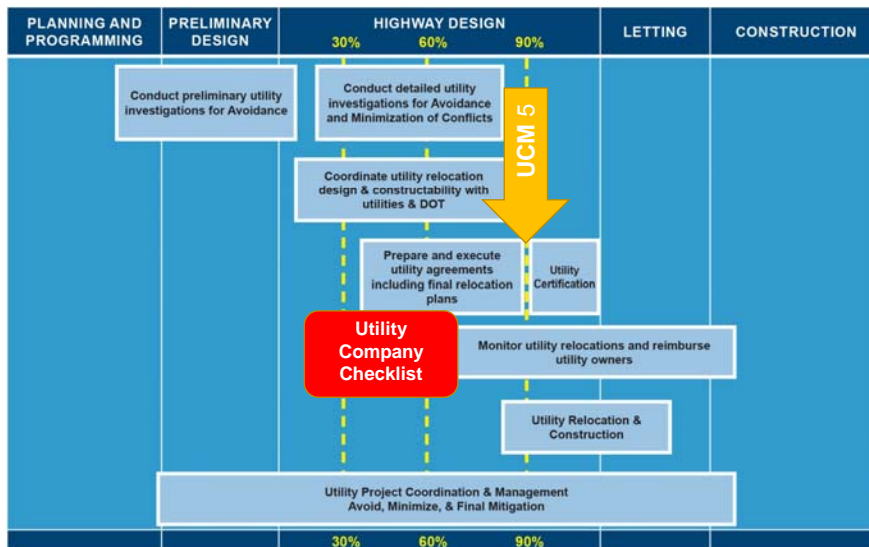 PLANNING AND
PROGRAMMING
PRELIMINARY
DESIGN
HIGHWAY DESIGN
30% 60% 90%
LETTING
CONSTRUCTION
Conduct preliminary utility
investigations for Avoidance
Conduct detailed utility
investigations for Avoidance
and Minimization of Conflicts
UCM 5
Coordinate utility relocation
design & constructability with
utilities & DOT
Prepare and execute
utility agreements
including final relocation
plans
Utility
Certification
Utility
Company
Checklist
Monitor utility relocations and reimburse
utility owners
Utility Relocation &
Construction
Utility Project Coordination & Management
Avoid, Minimize, & Final Mitigation
30% 60% 90%